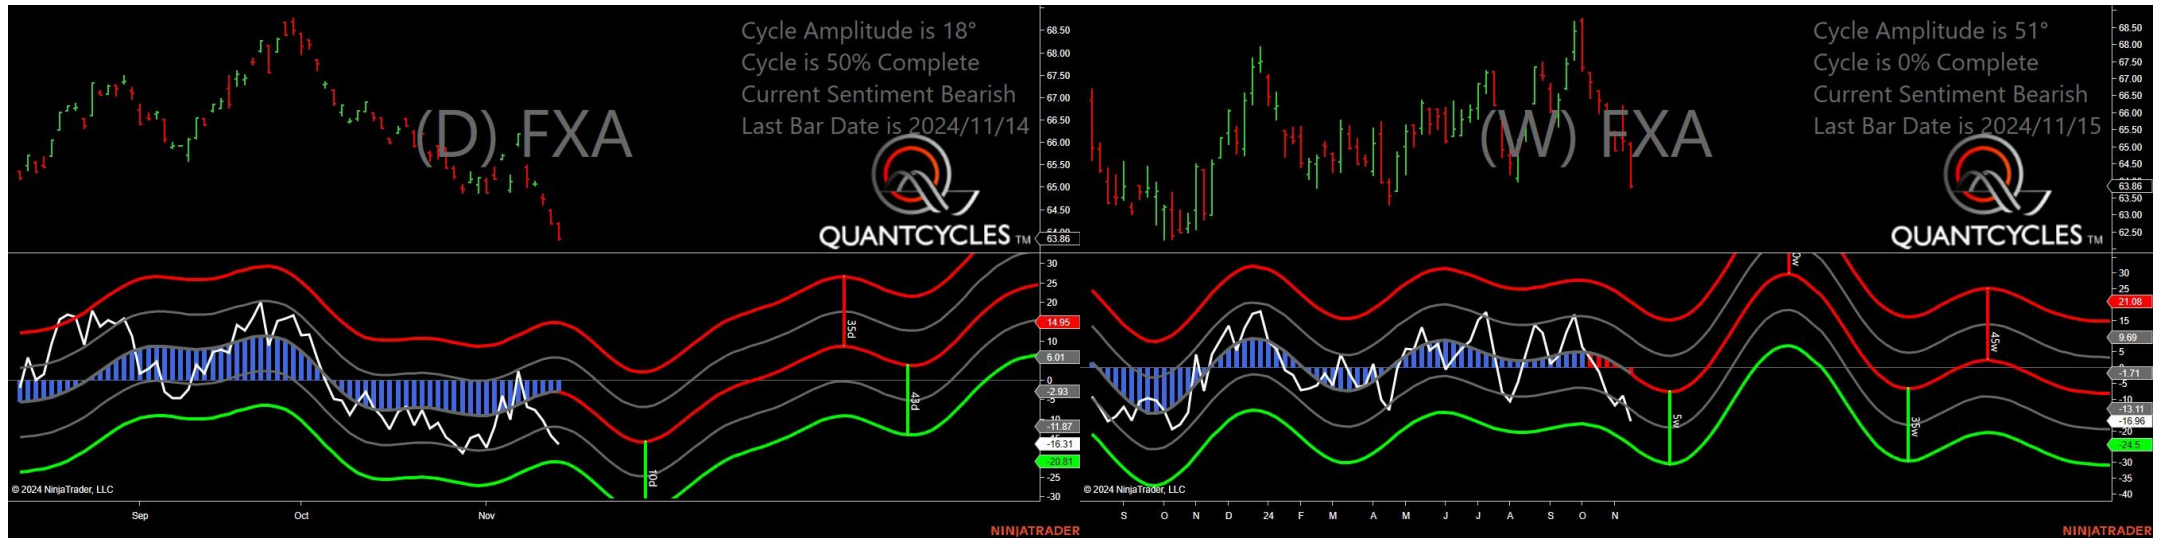 Cycle Amplitude is 18°
Cycle is 50% Complete
Current Sentiment Bearish
Last Bar Date is 2024/11/14
(D) FXA
QUANTCYCLES TM
68.50
68.00
67.50
67.00
66.50
66.00
65.50
65.00
64.50
63.86
30
25
20
14.95
10
6.01
0
-2.93
-5
-11.87
-16.31
-20.81
-25
-30
35d
43d
10d
© 2024 NinjaTrader, LLC
Sep
Oct
Nov
NINJATRADER
Cycle Amplitude is 51°
Cycle is 0% Complete
Current Sentiment Bearish
Last Bar Date is 2024/11/15
(W) FXA
QUANTCYCLES TM
68.50
68.00
67.50
67.00
66.50
66.00
65.50
65.00
64.50
63.86
63.50
63.00
62.50
30
25
21.08
15
9.69
5
-1.71
-5
-10
-13.11
-16.96
-20
-24.5
-30
-35
-40
45w
5w
35w
© 2024 NinjaTrader, LLC
S
O
N
D
24
F
M
A
M
J
J
A
S
O
N
NINJATRADER